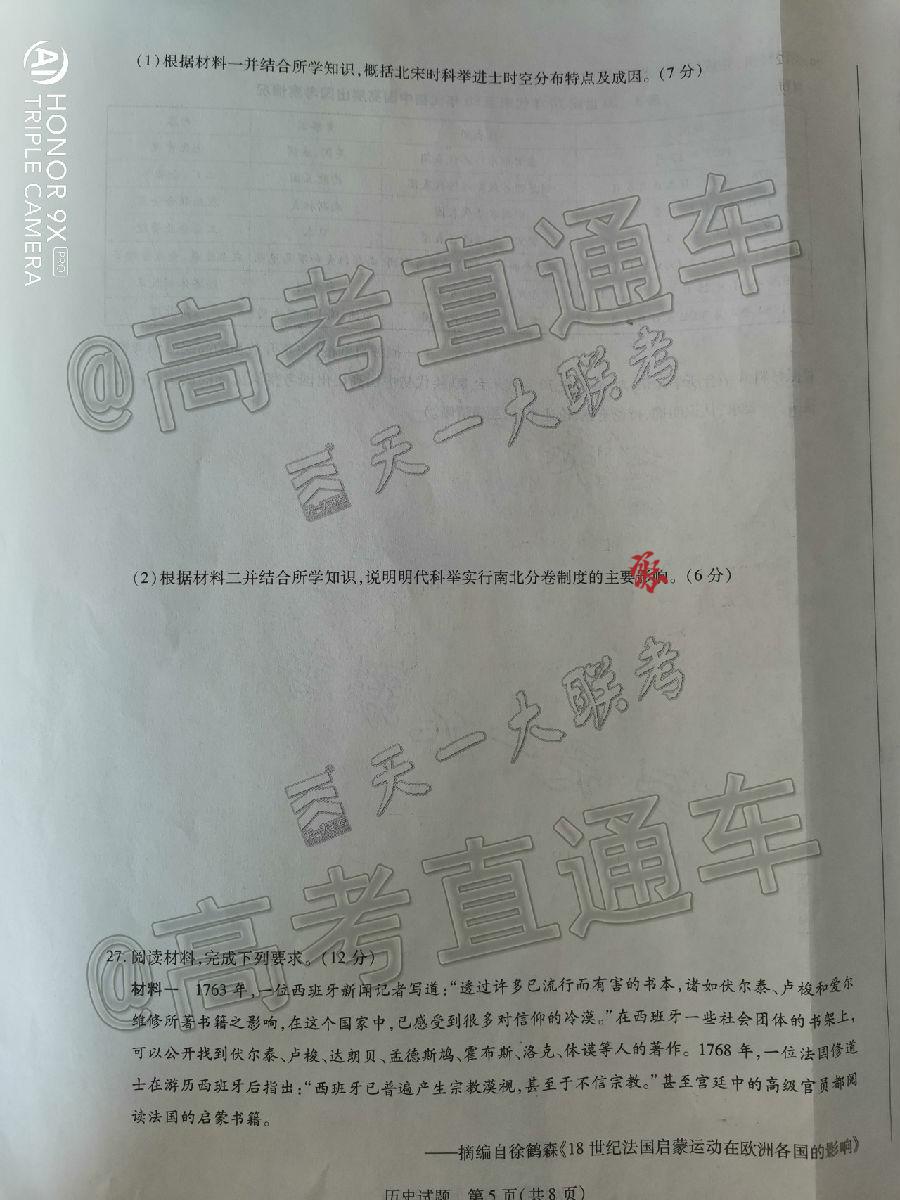 HONOR 9X PRO
AI TRIPLE CAMERA
(1)根据材料一并结合所学知识,概括北宋时科举进士时空分布特点及成因。(7 分)
@高考直通车
天一大联考
(2)根据材料二并结合所学知识,说明明代科举实行南北分卷制度的主要影响。(6 分)
天一大联考
@高考直通车
27. 阅读材料,完成下列要求。(12 分)
材料一 1763 年,一位西班牙新闻记者写道:“透过许多已流行而有害的书本,诸如伏尔泰、卢梭和爱尔
维修所著书籍之影响,在这个国家中,已感受到很多对信仰的冷漠。”在西班牙一些社会团体的书架上,
可以公开找到伏尔泰、卢梭、达朗贝、孟德斯鸠、霍布斯、洛克、休谟等人的著作。1768 年,一位法国修道
士在游历西班牙后指出:“西班牙已普遍产生宗教漠视,甚至于不信宗教。”甚至宫廷中的高级官员都阅
读法国的启蒙书籍。
——摘编自徐鹤森《18 世纪法国启蒙运动在欧洲各国的影响》
历史试题 第 5 页(共 8 页)